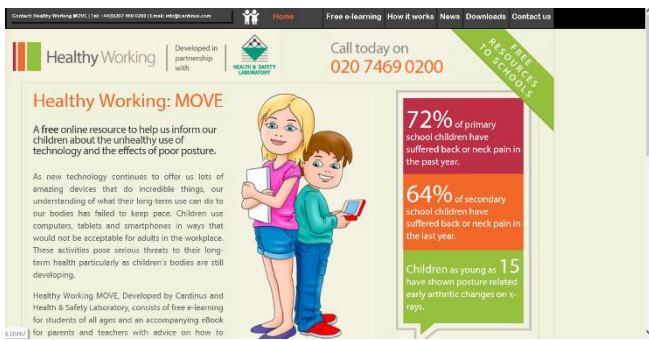 Contact: Healthy Working MOVE | Tel: +44(0)207 469 0200 | Email: info@cardinus.com
Home
Free e-learning
How it works
News
Downloads
Contact us
Healthy Working
Developed in
partnership
with
HEALTH & SAFETY
LABORATORY
Call today on
020 7469 0200
FREE
RESOURCES
TO SCHOOLS
Healthy Working: MOVE
A free online resource to help us inform our
children about the unhealthy use of
technology and the effects of poor posture.
As new technology continues to offer us lots of
amazing devices that do incredible things, our
understanding of what their long-term use can do to
our bodies has failed to keep pace. Children use
computers, tablets and smartphones in ways that
would not be acceptable for adults in the workplace.
These activities pose serious threats to their long-
term health particularly as children's bodies are still
developing.
Healthy Working MOVE, Developed by Cardinus and
Health & Safety Laboratory, consists of free e-learning
for students of all ages and an accompanying eBook
for parents and teachers with advice on how to
72% of primary
school children have
suffered back or neck pain in
the past year.
64% of secondary
school children have
suffered back or neck pain in
the last year.
Children as young as 15
have shown posture related
early arthritic changes on x-
rays.
s.com/